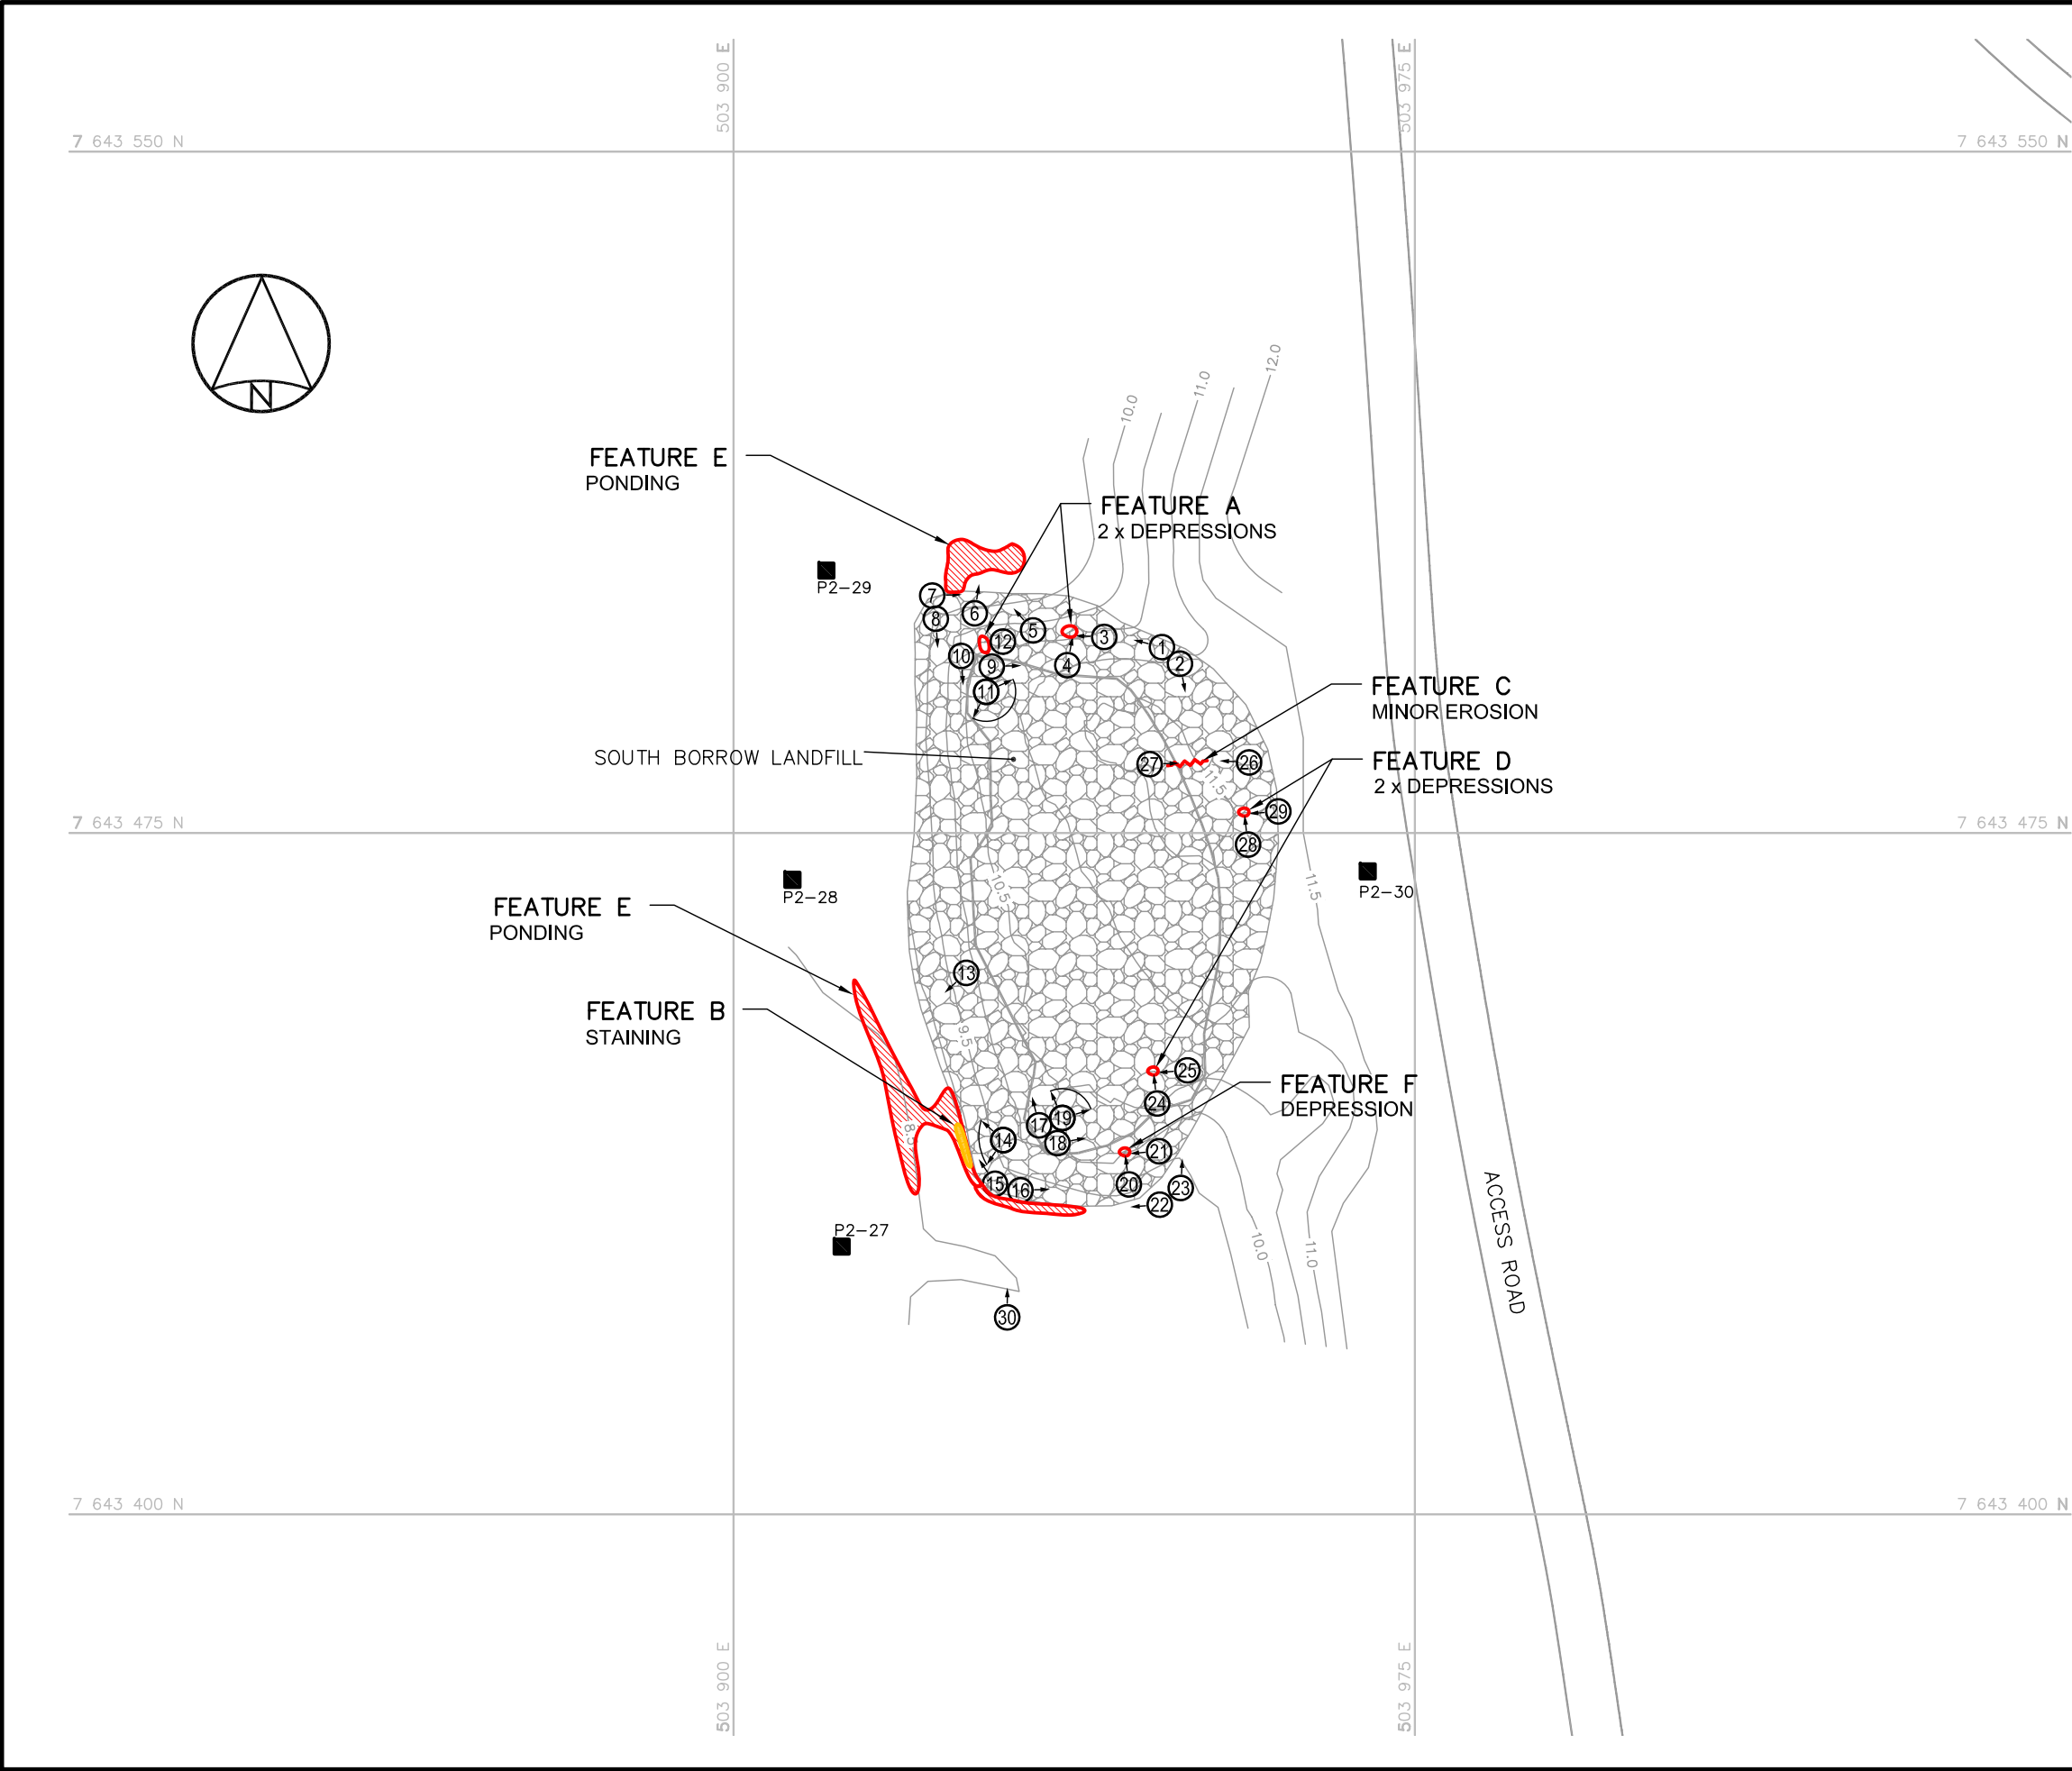 503 900 E
503 975 E
7 643 550 N
7 643 550 N
N
12.0
11.0
10.0
FEATURE E
PONDING
FEATURE A
2 x DEPRESSIONS
P2-29
7
8
6
5
12
3
4
1
2
10
9
11
FEATURE C
MINOR EROSION
SOUTH BORROW LANDFILL
27
26
FEATURE D
2 x DEPRESSIONS
11.5
29
28
7 643 475 N
7 643 475 N
P2-28
10.5
11.5
P2-30
FEATURE E
PONDING
13
FEATURE B
STAINING
9.5
25
24
FEATURE F
DEPRESSION
8.5
17
19
18
14
21
15
16
20
23
22
P2-27
10.0
11.0
ACCESS ROAD
30
7 643 400 N
7 643 400 N
503 900 E
503 975 E